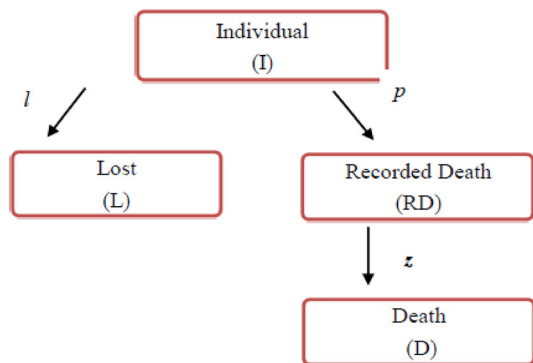 Individual
(I)
l
p
Lost
(L)
Recorded Death
(RD)
z
Death
(D)